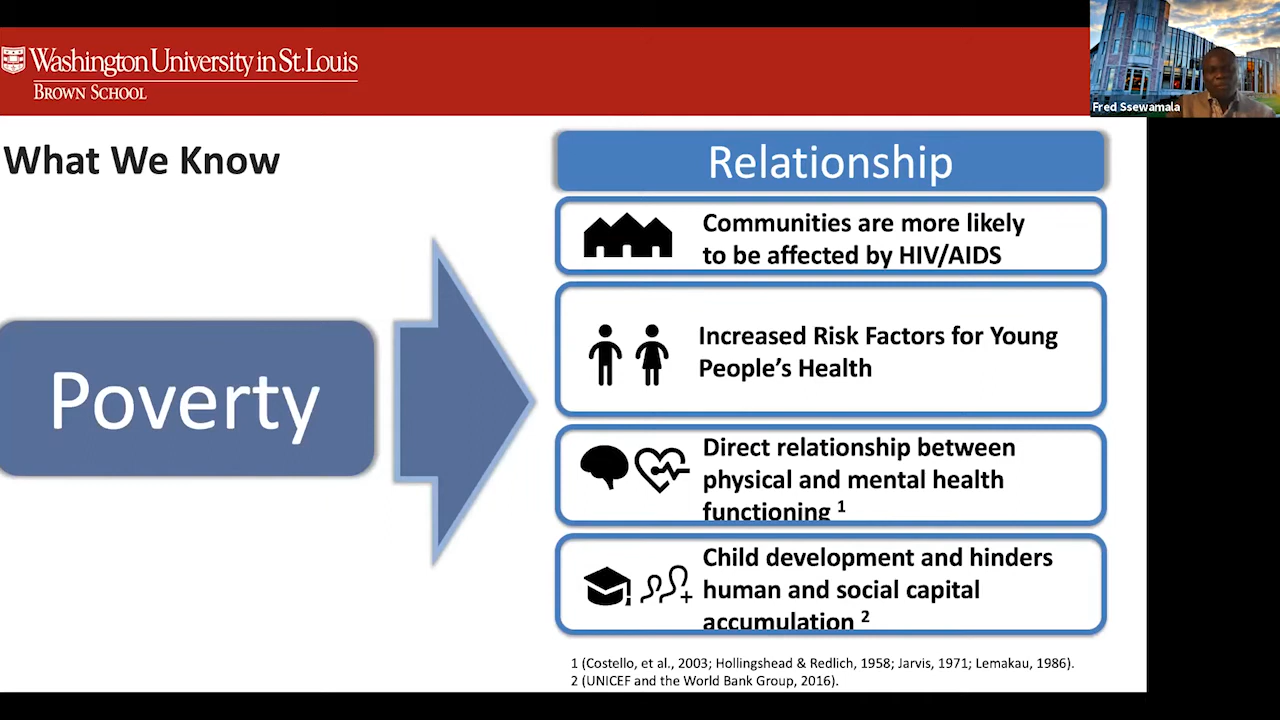 Washington University in St. Louis
BROWN SCHOOL
Fred Ssewamala
What We Know
Poverty
Relationship
Communities are more likely
to be affected by HIV/AIDS
Increased Risk Factors for Young
People's Health
Direct relationship between
physical and mental health
functioning 1
Child development and hinders
human and social capital
accumulation 2
1 (Costello, et al., 2003; Hollingshead & Redlich, 1958; Jarvis, 1971; Lemakau, 1986).
2 (UNICEF and the World Bank Group, 2016).